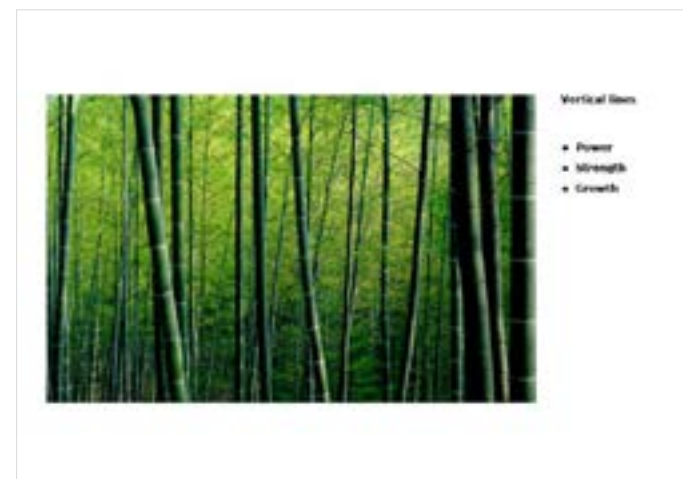 Vertical lines
• Power
• Strength
• Growth